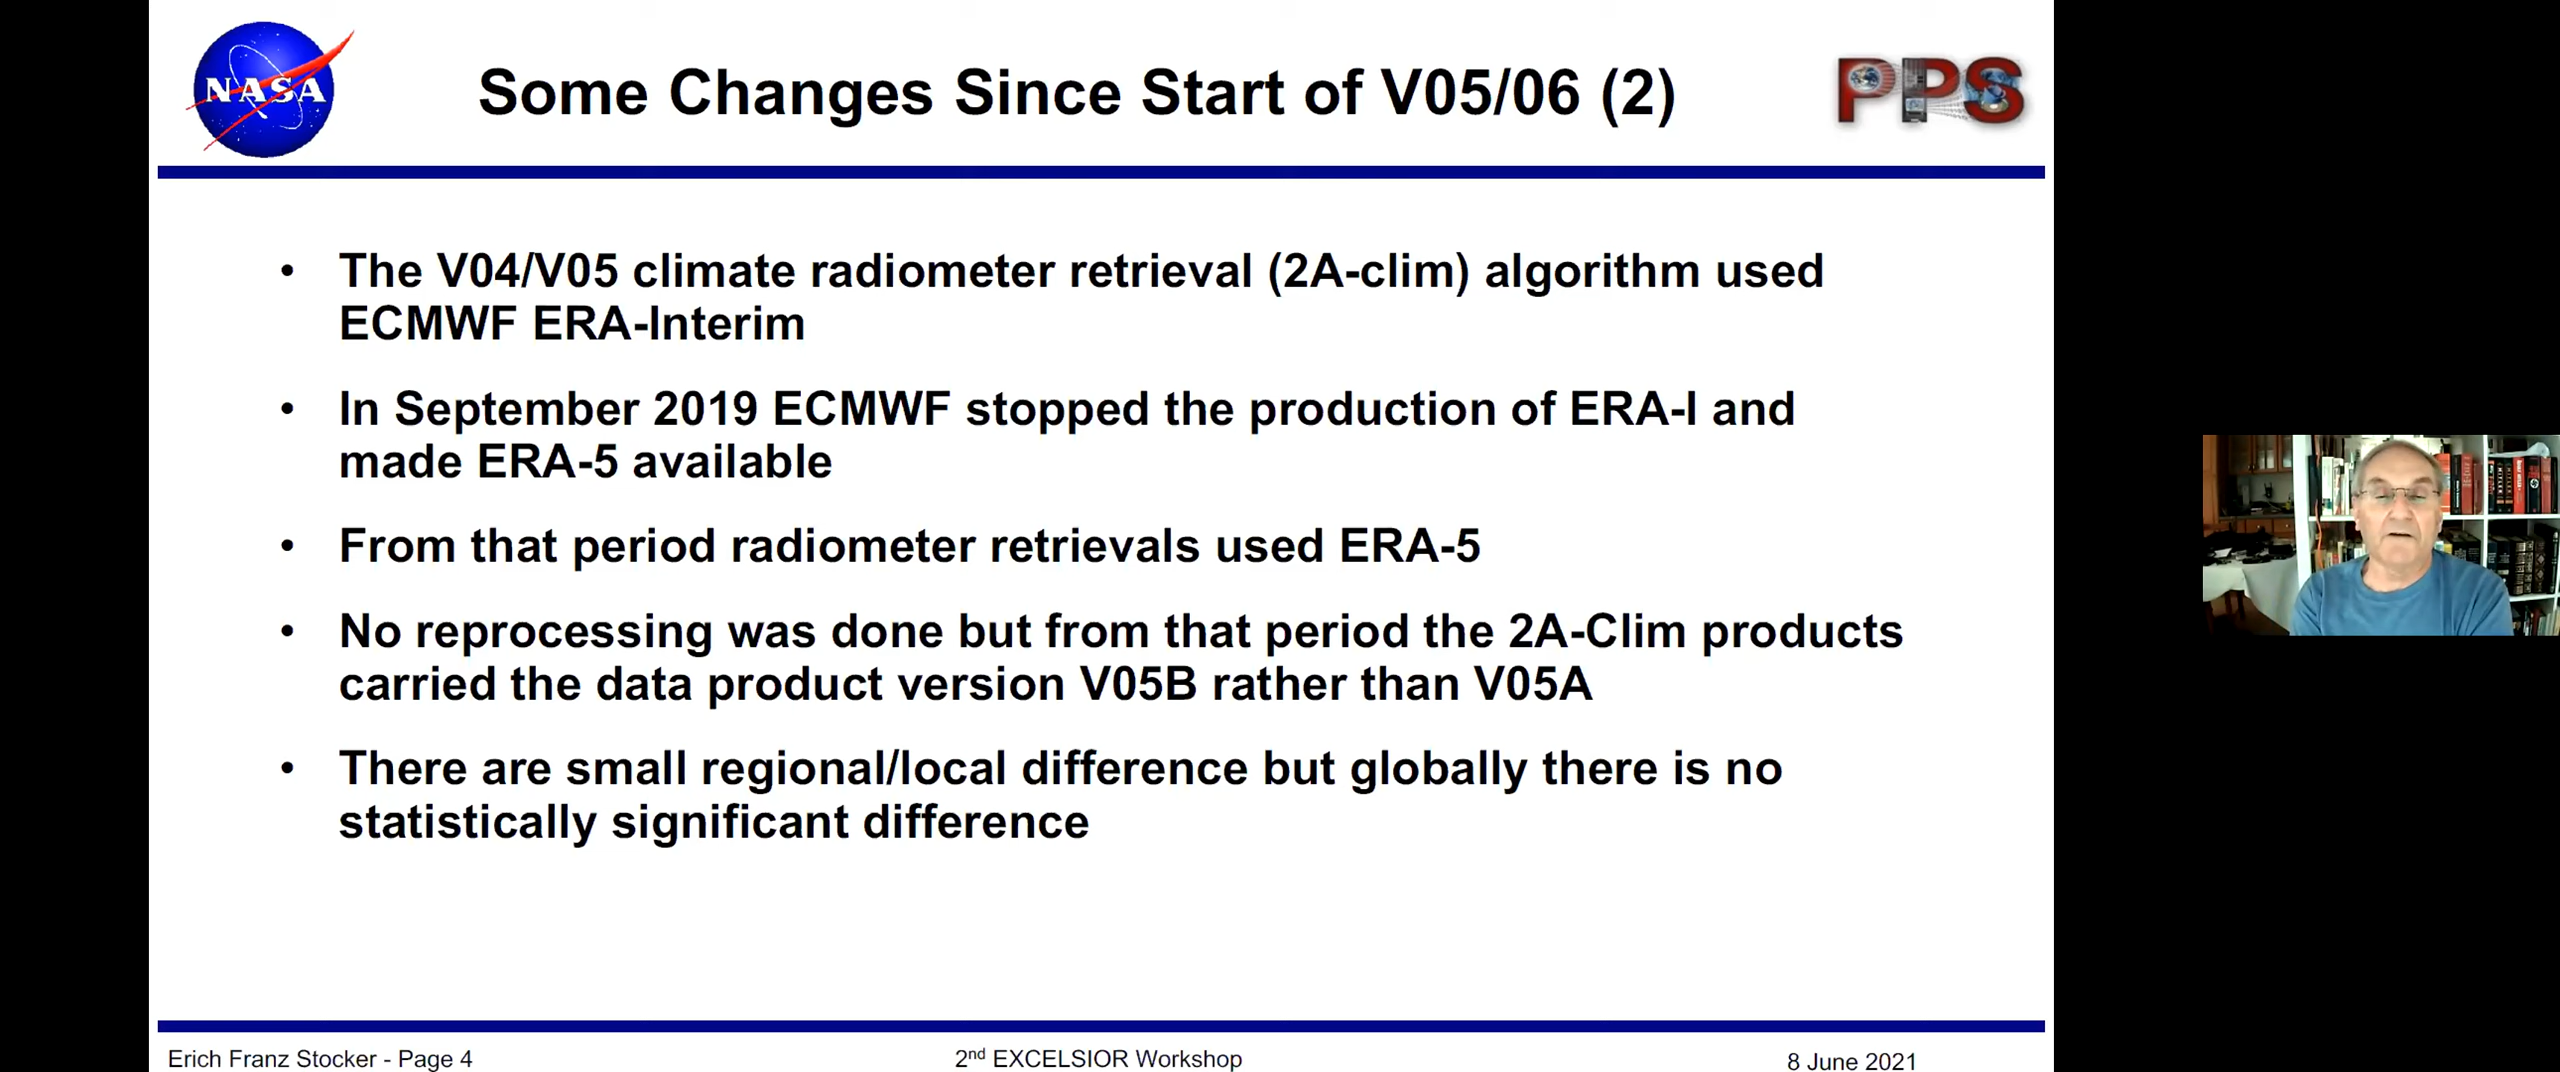 NASA
Some Changes Since Start of V05/06 (2)
PPS
• The V04/V05 climate radiometer retrieval (2A-clim) algorithm used
ECMWF ERA-Interim
• In September 2019 ECMWF stopped the production of ERA-I and
made ERA-5 available
• From that period radiometer retrievals used ERA-5
• No reprocessing was done but from that period the 2A-Clim products
carried the data product version V05B rather than V05A
• There are small regional/local difference but globally there is no
statistically significant difference
Erich Franz Stocker - Page 4
2nd EXCELSIOR Workshop
8 June 2021